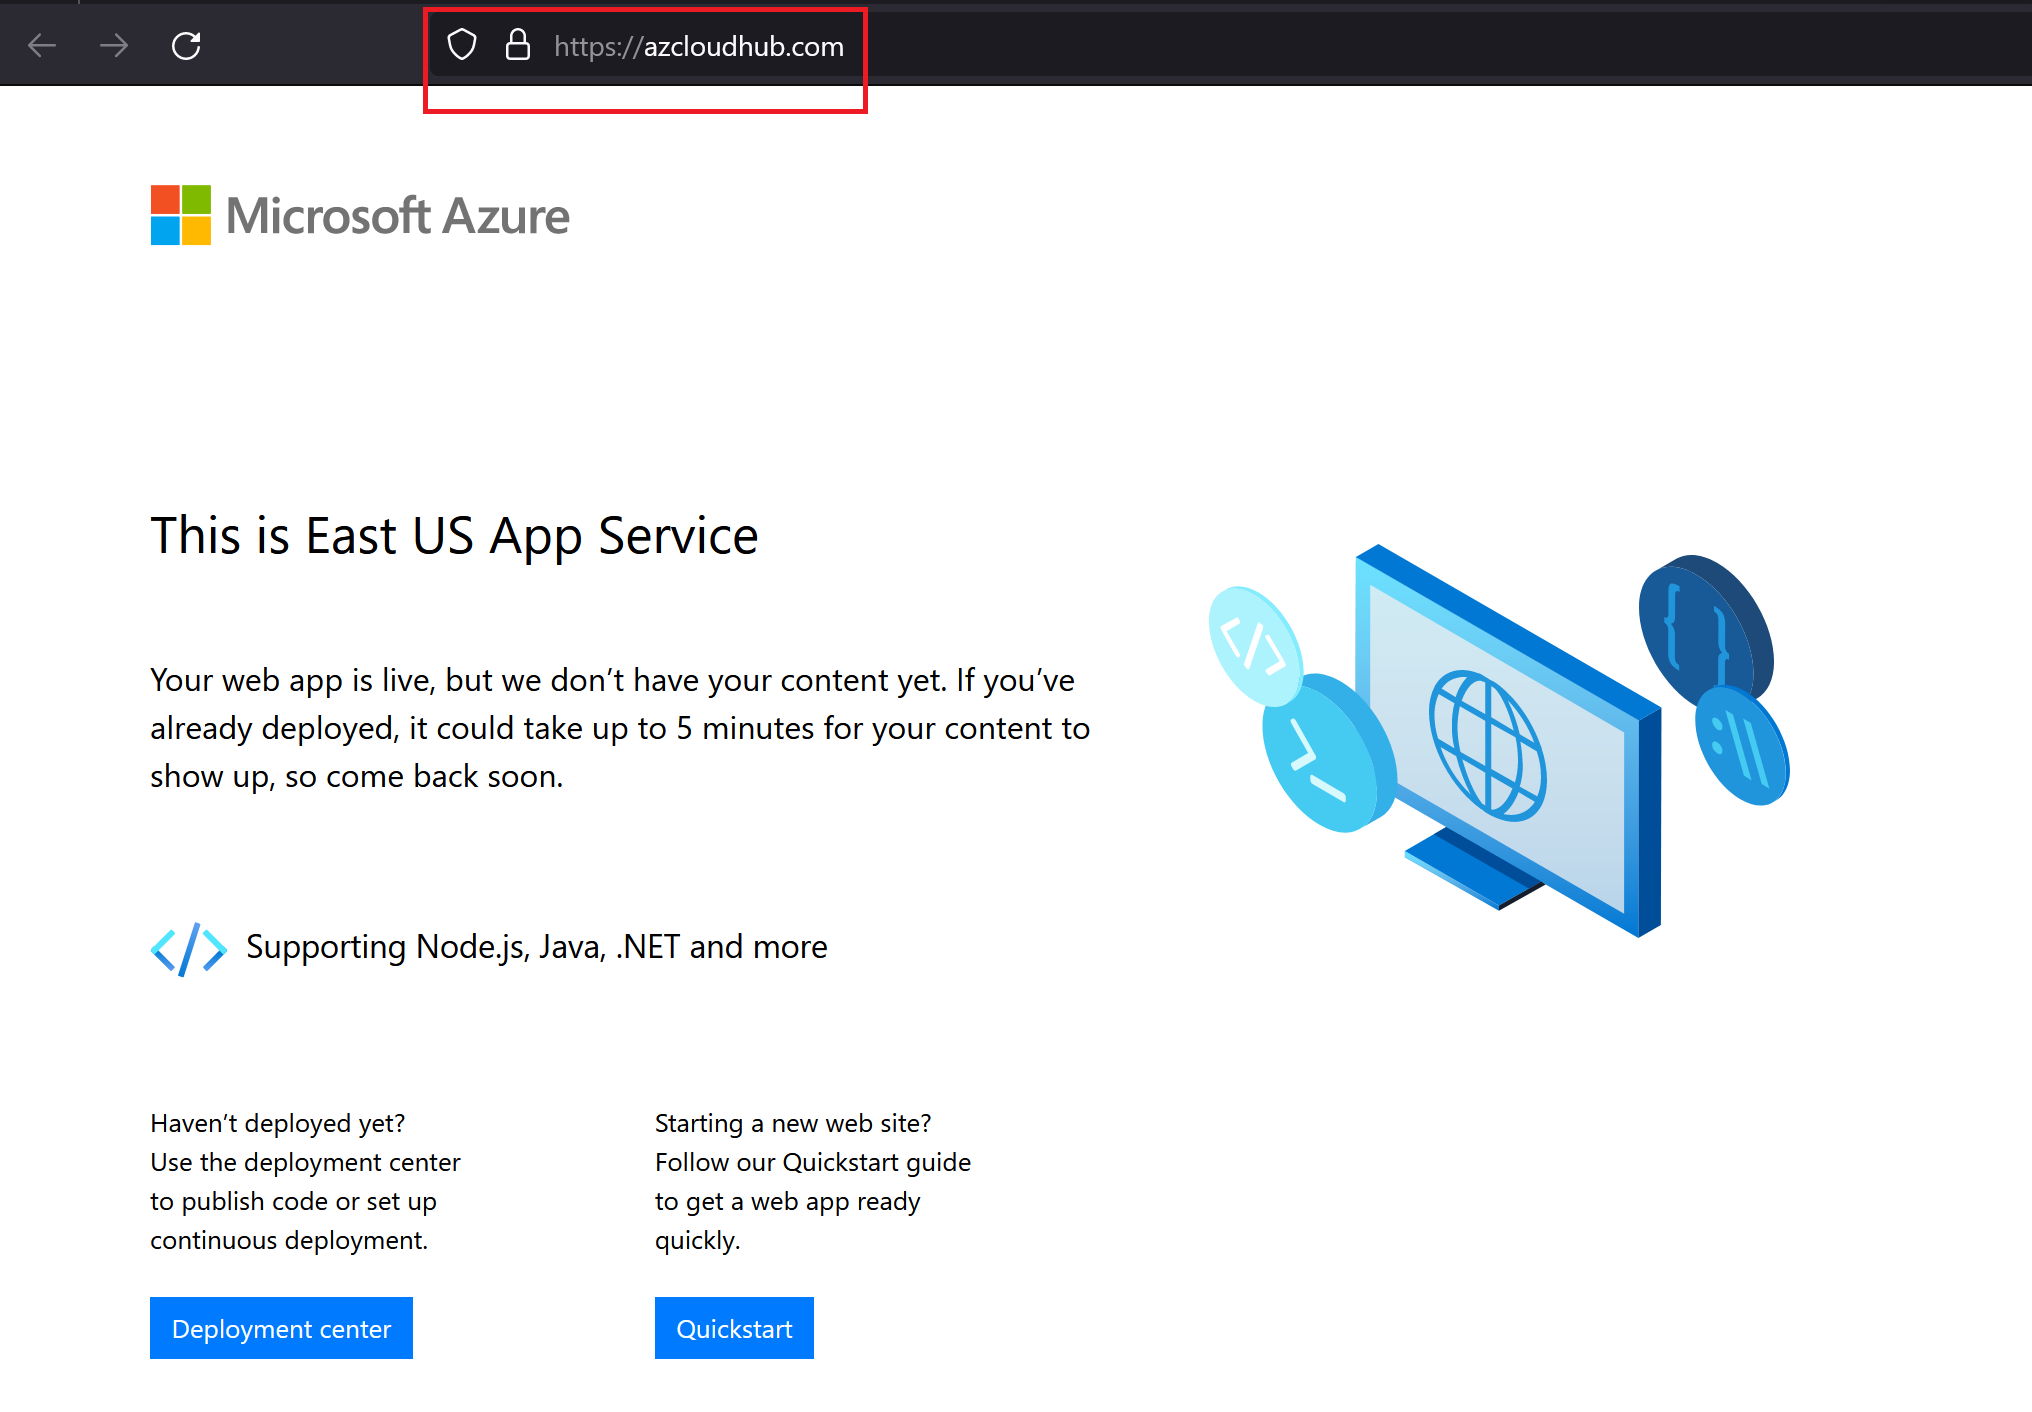 https://azcloudhub.com
Microsoft Azure
This is East US App Service
Your web app is live, but we don’t have your content yet. If you’ve
already deployed, it could take up to 5 minutes for your content to
show up, so come back soon.
</> Supporting Node.js, Java, .NET and more
Haven’t deployed yet?
Use the deployment center
to publish code or set up
continuous deployment.
Deployment center
Starting a new web site?
Follow our Quickstart guide
to get a web app ready
quickly.
Quickstart